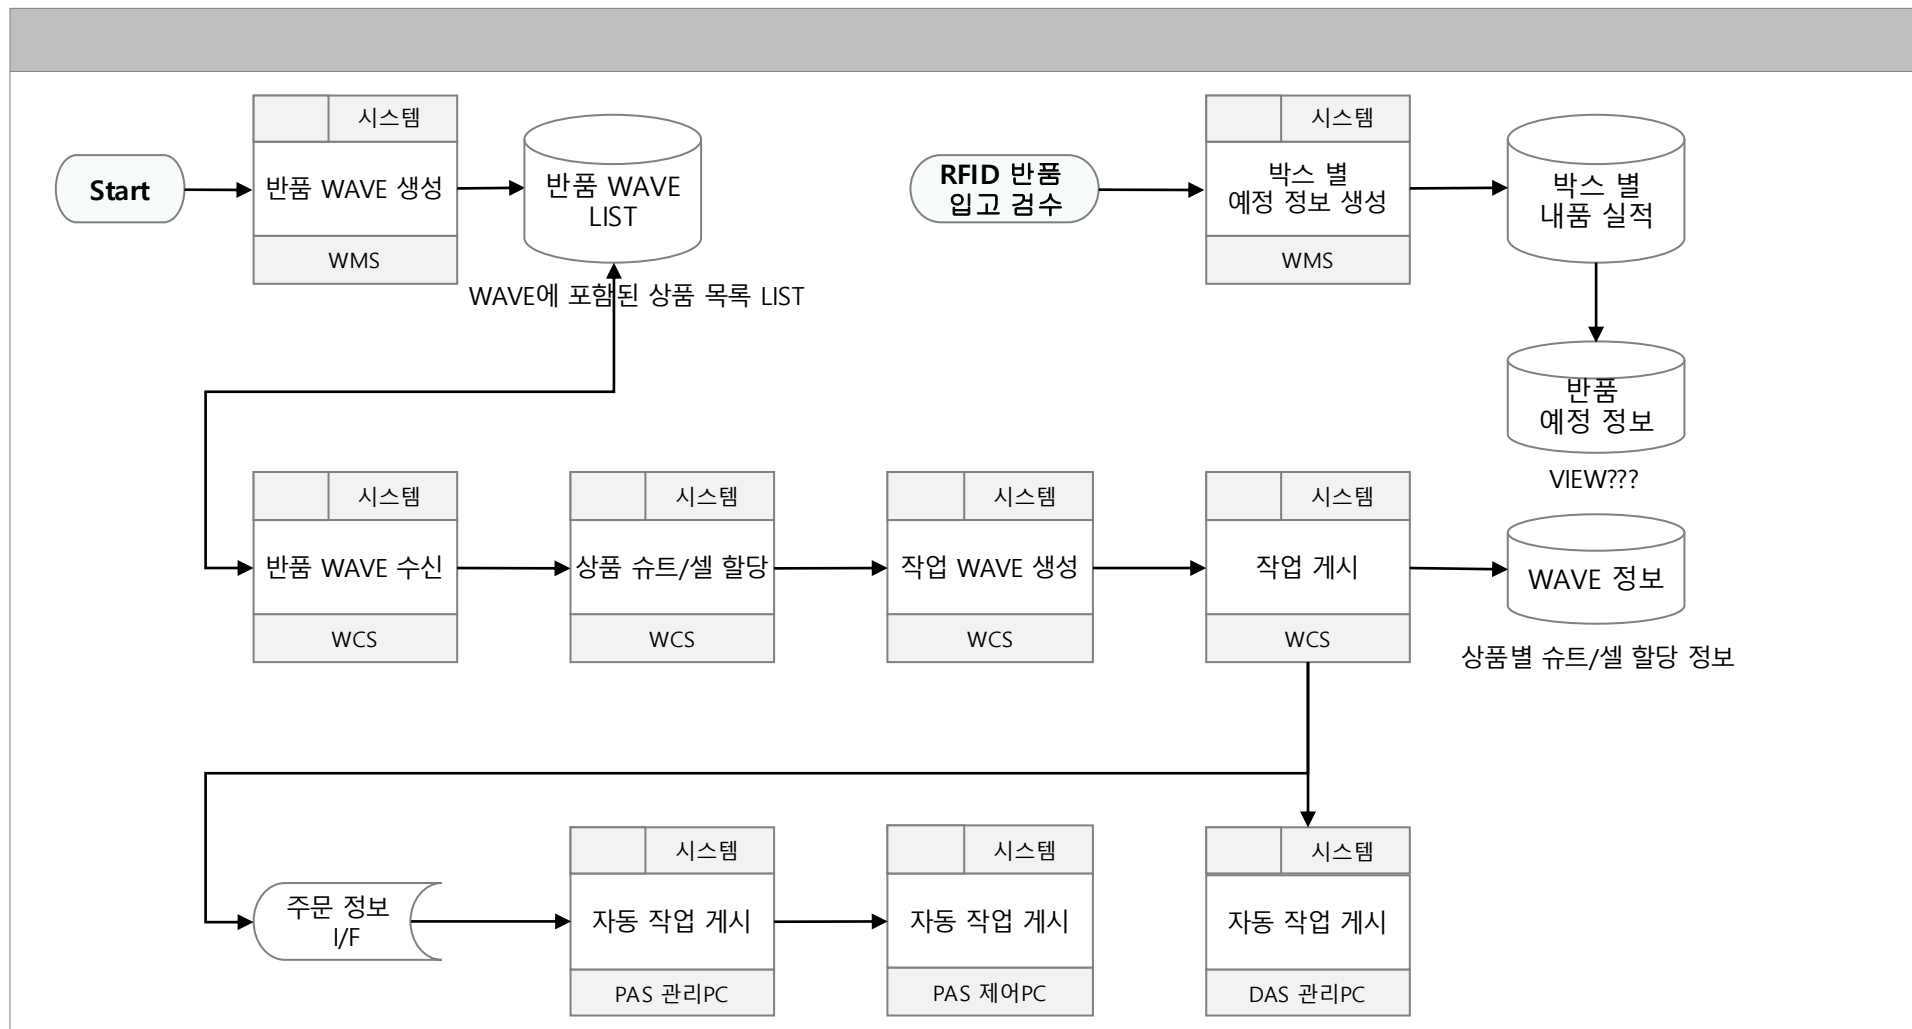 시스템
Start
반품 WAVE 생성
WMS
반품 WAVE
LIST
WAVE에 포함된 상품 목록 LIST
RFID 반품
입고 검수
시스템
박스 별
예정 정보 생성
WMS
박스 별
내품 실적
반품
예정 정보
VIEW???
시스템
반품 WAVE 수신
WCS
시스템
상품 슈트/셀 할당
WCS
시스템
작업 WAVE 생성
WCS
시스템
작업 게시
WCS
WAVE 정보
상품별 슈트/셀 할당 정보
주문 정보
I/F
시스템
자동 작업 게시
PAS 관리PC
시스템
자동 작업 게시
PAS 제어PC
시스템
자동 작업 게시
DAS 관리PC